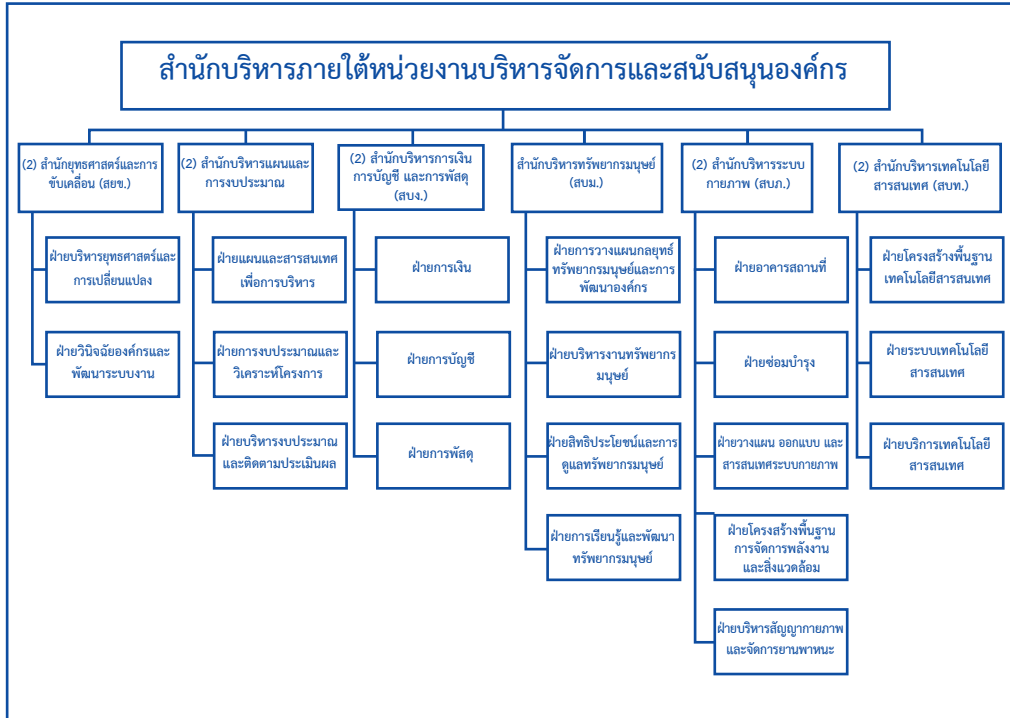 สำนักบริหารภายใต้หน่วยงานบริหารจัดการและสนับสนุนองค์กร
(2) สำนักยุทธศาสตร์และการ
ขับเคลื่อน (สยข.)
ฝ่ายบริหารยุทธศาสตร์และ
การเปลี่ยนแปลง
ฝ่ายวินิจฉัยองค์กรและ
พัฒนาระบบงาน
(2) สำนักบริหารแผนและ
การงบประมาณ
ฝ่ายแผนและสารสนเทศ
เพื่อการบริหาร
ฝ่ายการงบประมาณและ
วิเคราะห์โครงการ
ฝ่ายบริหารงบประมาณ
และติดตามประเมินผล
(2) สำนักบริหารการเงิน
การบัญชี และการพัสดุ
(สบง.)
ฝ่ายการเงิน
ฝ่ายการบัญชี
ฝ่ายการพัสดุ
สำนักบริหารทรัพยากรมนุษย์
(สบม.)
ฝ่ายการวางแผนกลยุทธ์
ทรัพยากรมนุษย์และการ
พัฒนาองค์กร
ฝ่ายบริหารงานทรัพยากร
มนุษย์
ฝ่ายสิทธิประโยชน์และการ
ดูแลทรัพยากรมนุษย์
ฝ่ายการเรียนรู้และพัฒนา
ทรัพยากรมนุษย์
(2) สำนักบริหารระบบ
กายภาพ (สบภ.)
ฝ่ายอาคารสถานที่
ฝ่ายซ่อมบำรุง
ฝ่ายวางแผน ออกแบบ และ
สารสนเทศระบบกายภาพ
ฝ่ายโครงสร้างพื้นฐาน
การจัดการพลังงาน
และสิ่งแวดล้อม
ฝ่ายบริหารสัญญากายภาพ
และจัดการยานพาหนะ
(2) สำนักบริหารเทคโนโลยี
สารสนเทศ (สบท.)
ฝ่ายโครงสร้างพื้นฐาน
เทคโนโลยีสารสนเทศ
ฝ่ายระบบเทคโนโลยี
สารสนเทศ
ฝ่ายบริการเทคโนโลยี
สารสนเทศ